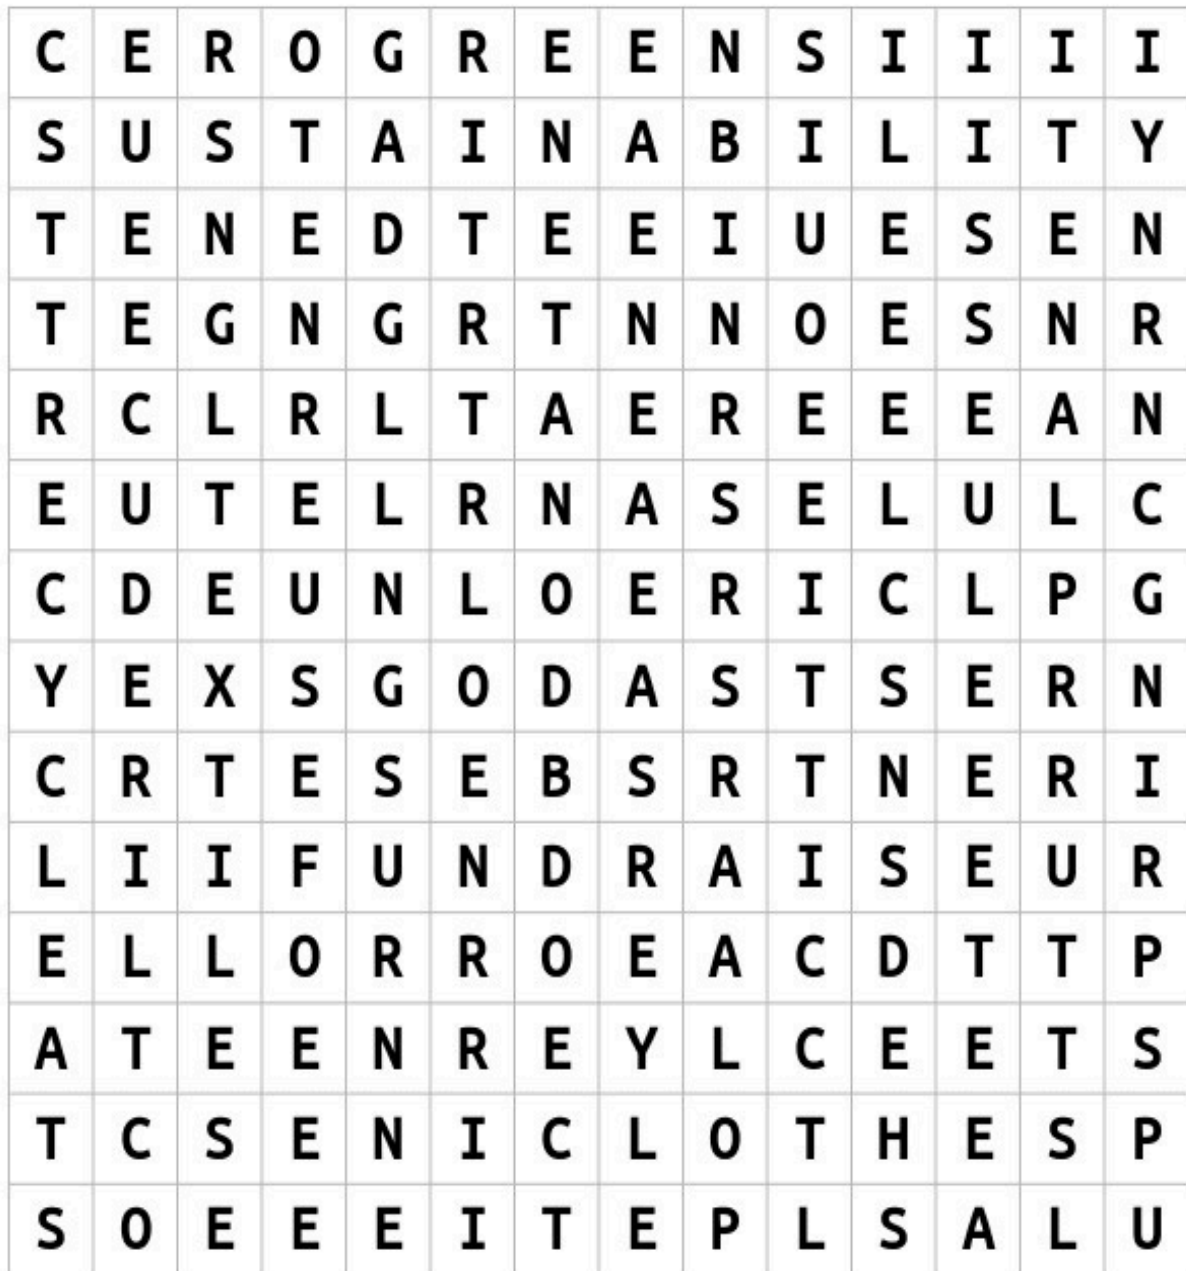 C E R O G R E E N S I I I I
S U S T A I N A B I L I T Y
T E N E D T E E I U E S E N
T E G N G R T N N O E S N R
R C L R L T A E R E E E A N
E U T E L R N A S E L U L C
C D E U N L O E R I C L P G
Y E X S G O D A S T S E R N
C R T E S E B S R T N E R I
L I I F U N D R A I S E U R
E L L O R R O E A C D T T P
A T E E N R E Y L C E E T S
T C S E N I C L O T H E S P
S O E E E I T E P L S A L U